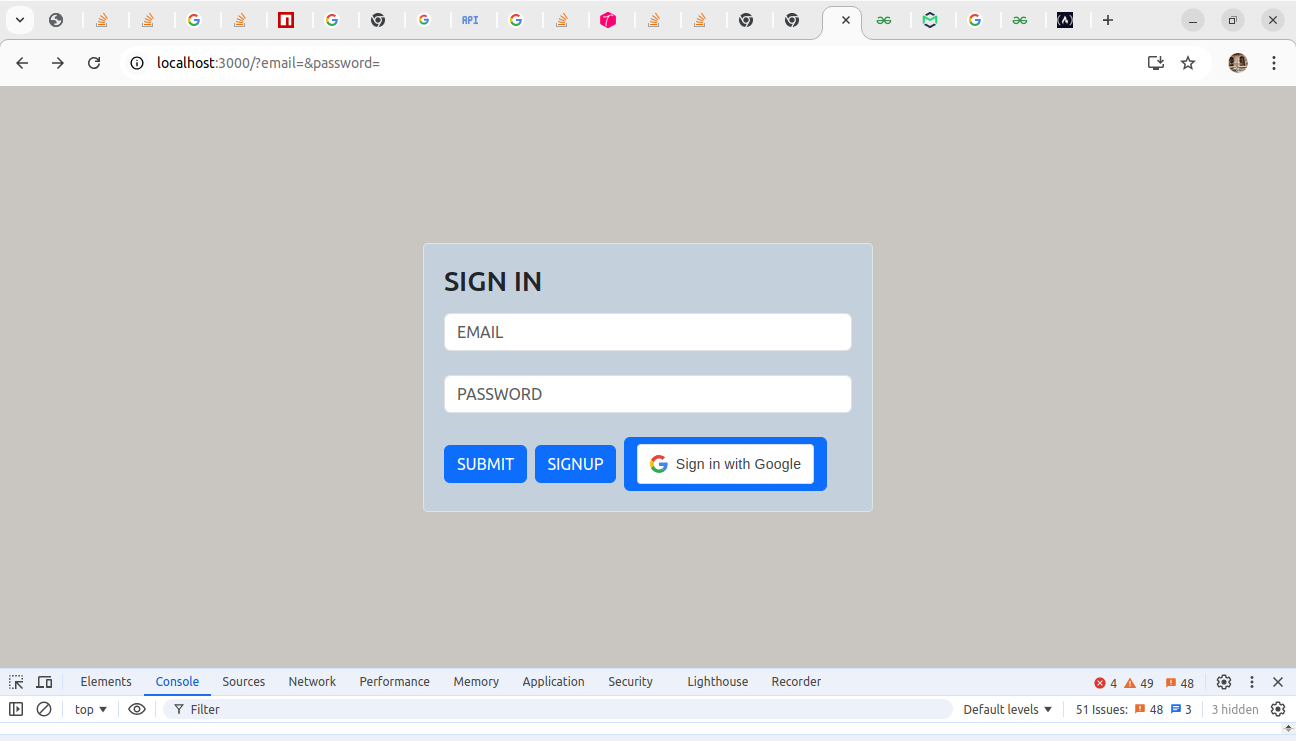 API
localhost:3000/?email=&password=
SIGN IN
EMAIL
PASSWORD
SUBMIT
SIGNUP
Sign in with Google
Elements
Console
Sources
Network
Performance
Memory
Application
Security
Lighthouse
Recorder
4
49
48
top
Filter
Default levels
51 Issues:
48
3
3 hidden